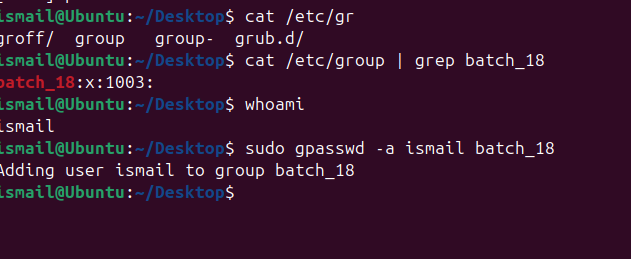 ismail@Ubuntu:~/Desktop$ cat /etc/gr
groff/  group   group-  grub.d/
ismail@Ubuntu:~/Desktop$ cat /etc/group | grep batch_18
batch_18:x:1003:
ismail@Ubuntu:~/Desktop$ whoami
ismail
ismail@Ubuntu:~/Desktop$ sudo gpasswd -a ismail batch_18
Adding user ismail to group batch_18
ismail@Ubuntu:~/Desktop$